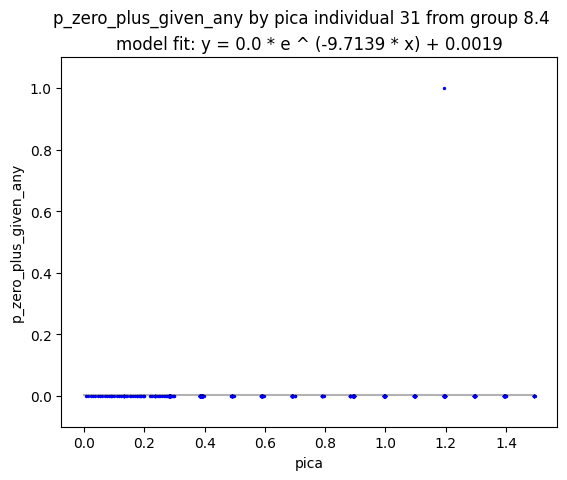 p_zero_plus_given_any by pica individual 31 from group 8.4
model fit: y = 0.0 * e ^ (-9.7139 * x) + 0.0019
1.0
0.8
0.6
0.4
0.2
0.0
p_zero_plus_given_any
0.0 0.2 0.4 0.6 0.8 1.0 1.2 1.4
pica